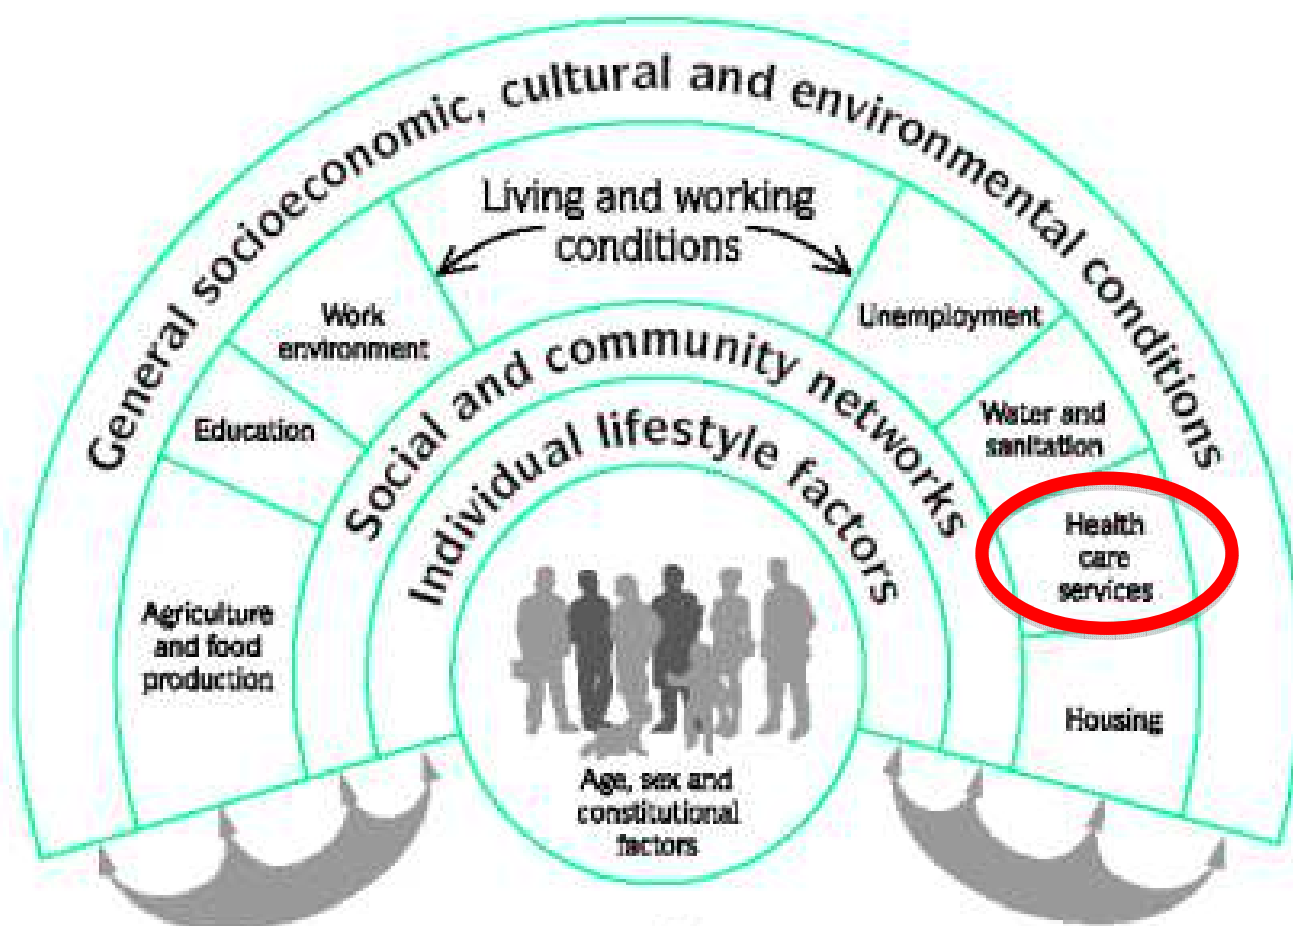 General socioeconomic, cultural and environmental conditions
Living and working
conditions
Work
environment
Unemployment
Education
Water and
sanitation
Agriculture
and food
production
Health
care
services
Housing
Social and community networks
Individual lifestyle factors
Age, sex and
constitutional
factors